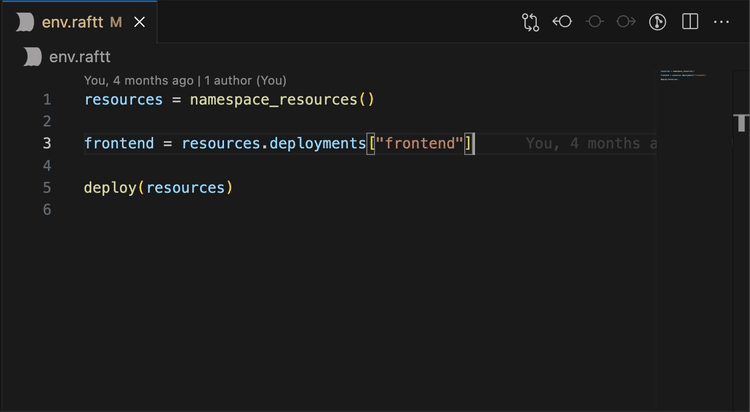 env.raftt M
env.raftt
You, 4 months ago | 1 author (You)
1 resources = namespace_resources()
2
3 frontend = resources.deployments["frontend"] You, 4 months a
4
5 deploy(resources)
6
T